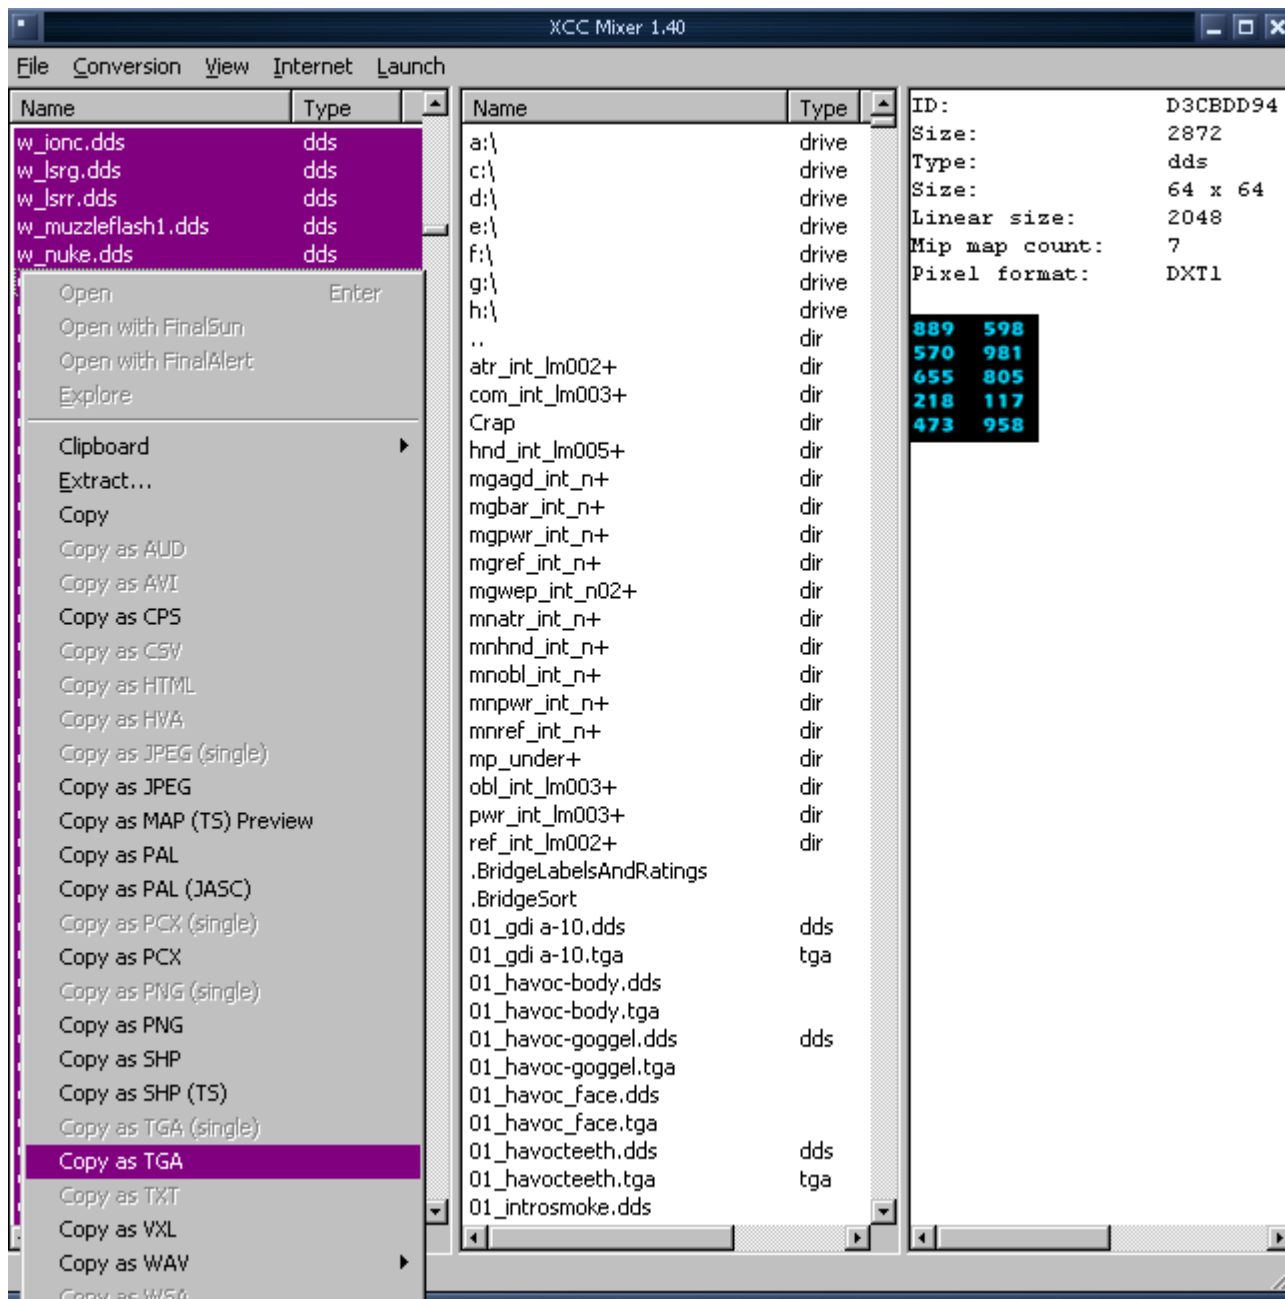 XCC Mixer 1.40
File Conversion View Internet Launch
Name Type
w_ionc.dds dds
w_lsrg.dds dds
w_lsrr.dds dds
w_muzzleflash1.dds dds
w_nuke.dds dds
Open Enter
Open with FinalSun
Open with FinalAlert
Explore
Clipboard
Extract...
Copy
Copy as AUD
Copy as AVI
Copy as CPS
Copy as CSV
Copy as HTML
Copy as HVA
Copy as JPEG (single)
Copy as JPEG
Copy as MAP (TS) Preview
Copy as PAL
Copy as PAL (JASC)
Copy as PCX (single)
Copy as PCX
Copy as PNG (single)
Copy as PNG
Copy as SHP
Copy as SHP (TS)
Copy as TGA (single)
Copy as TGA
Copy as TXT
Copy as VXL
Copy as WAV
Copy as WSA
Name Type
a:\ drive
c:\ drive
d:\ drive
e:\ drive
f:\ drive
g:\ drive
h:\ drive
.. dir
atr_int_lm002+ dir
com_int_lm003+ dir
Crap dir
hnd_int_lm005+ dir
mgagd_int_n+ dir
mgbar_int_n+ dir
mgpwr_int_n+ dir
mgref_int_n+ dir
mgwep_int_n02+ dir
mnatr_int_n+ dir
mnhnd_int_n+ dir
mnobl_int_n+ dir
mnpwr_int_n+ dir
mnref_int_n+ dir
mp_under+ dir
obl_int_lm003+ dir
pwr_int_lm003+ dir
ref_int_lm002+ dir
.BridgeLabelsAndRatings
.BridgeSort
01_gdi a-10.dds dds
01_gdi a-10.tga tga
01_havoc-body.dds
01_havoc-body.tga
01_havoc-goggel.dds dds
01_havoc-goggel.tga
01_havoc_face.dds
01_havoc_face.tga
01_havocteeth.dds dds
01_havocteeth.tga tga
01_introsmoke.dds
ID: D3CBDD94
Size: 2872
Type: dds
Size: 64 x 64
Linear size: 2048
Mip map count: 7
Pixel format: DXT1
889 598
570 981
655 805
218 117
473 958